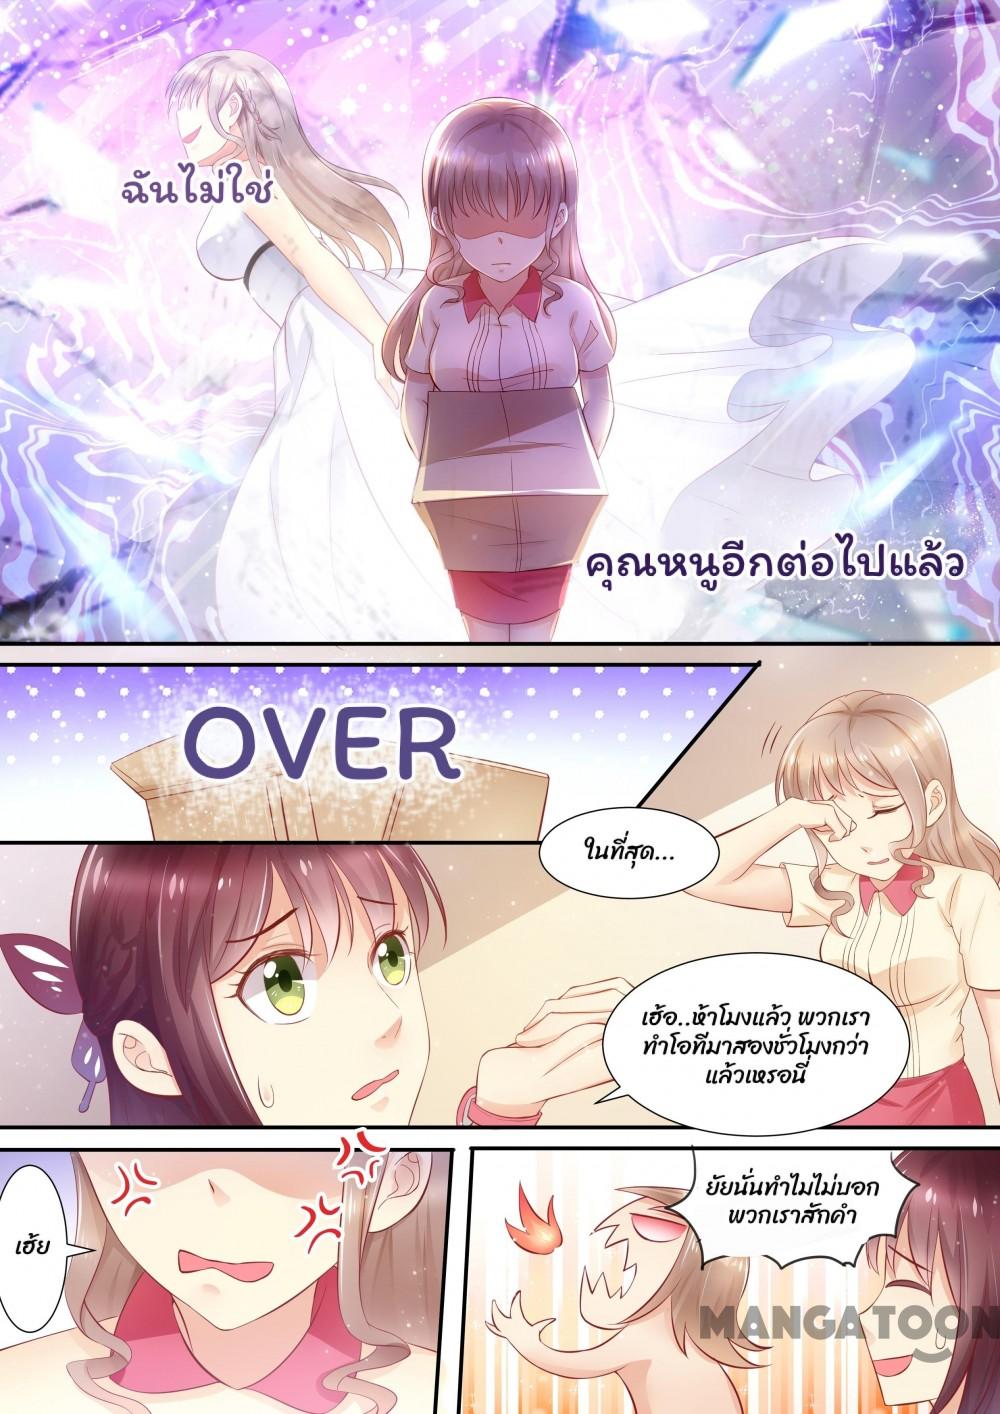 ฉันไม่ใช่
คุณหนูอีกต่อไปแล้ว
OVER
ในที่สุด...
เฮ้อ..ห้าโมงแล้ว พวกเรา
ทำโอทีมาสองชั่วโมงกว่า
แล้วเหรอนี่
เฮ้ย
ยัยนั่นทำไมไม่บอก
พวกเราสักคำ
MANGATOON